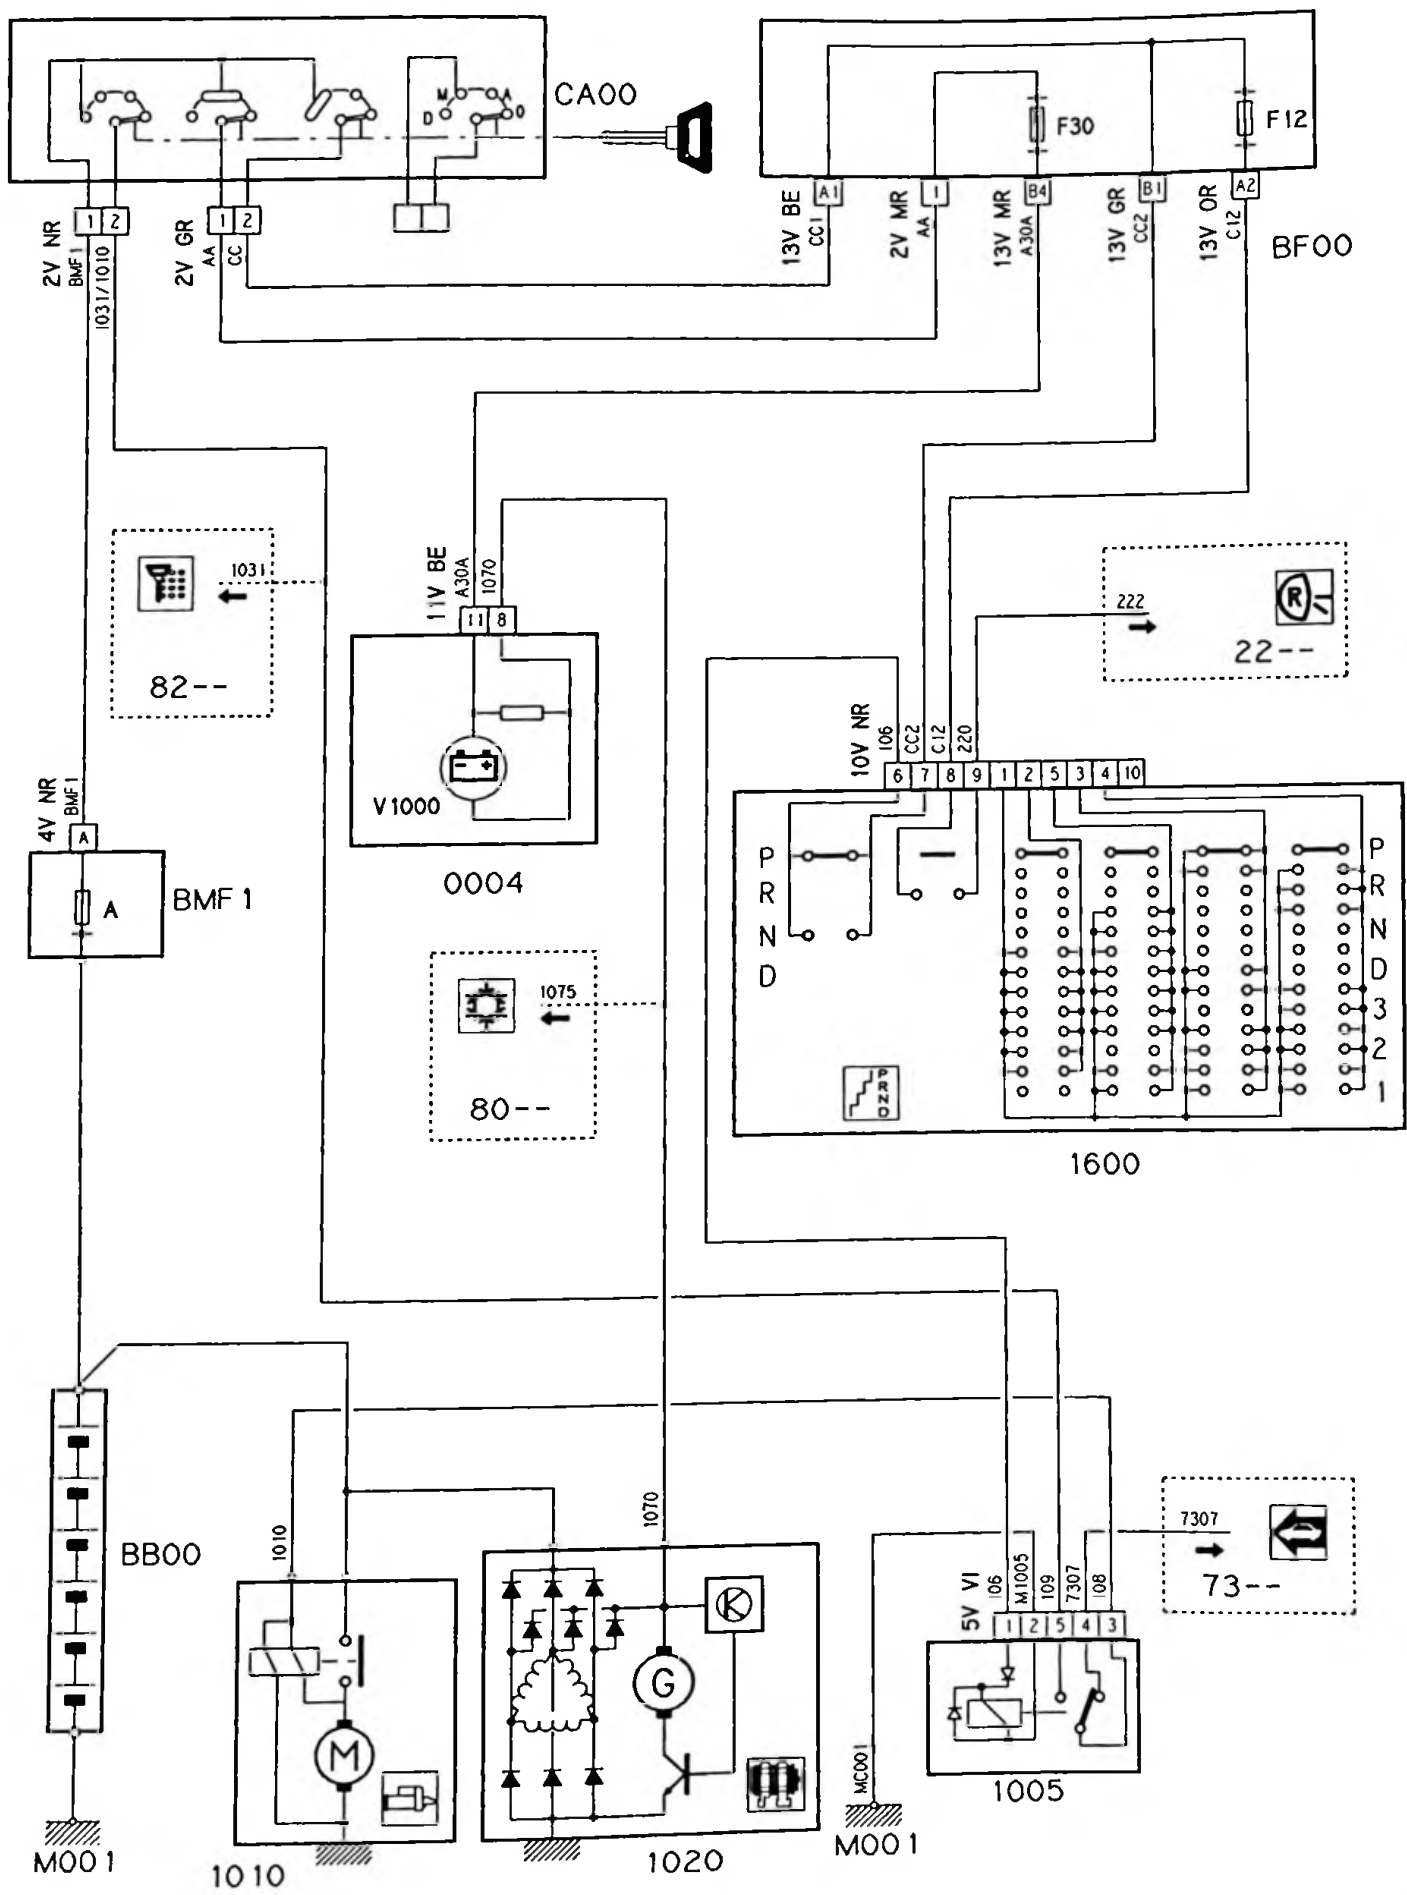 CA00
M A
D O
F30
F12
1 2
1 2
A1
1
B4
B1
A2
2V NR
BMF1
1031/1010
2V GR
AA
CC
13V BE
CC1
2V MR
AA
13V MR
A30A
13V GR
CC2
13V OR
C12
BF00
1031
82--
11V BE
A30A
1070
11 8
V1000
0004
222
R
22--
10V NR
106
CC2
C12
220
6 7 8 9 1 2 5 3 4 10
P P
R R
N N
D D
3
2
1
P
R
N
D
1600
4V NR
BMF1
A
A
BMF1
1075
80--
BB00
M001
1010
M
1010
1070
K
G
1020
MC001
M001
5V VI
106
M1005
109
7307
108
1 2 5 4 3
1005
7307
73--